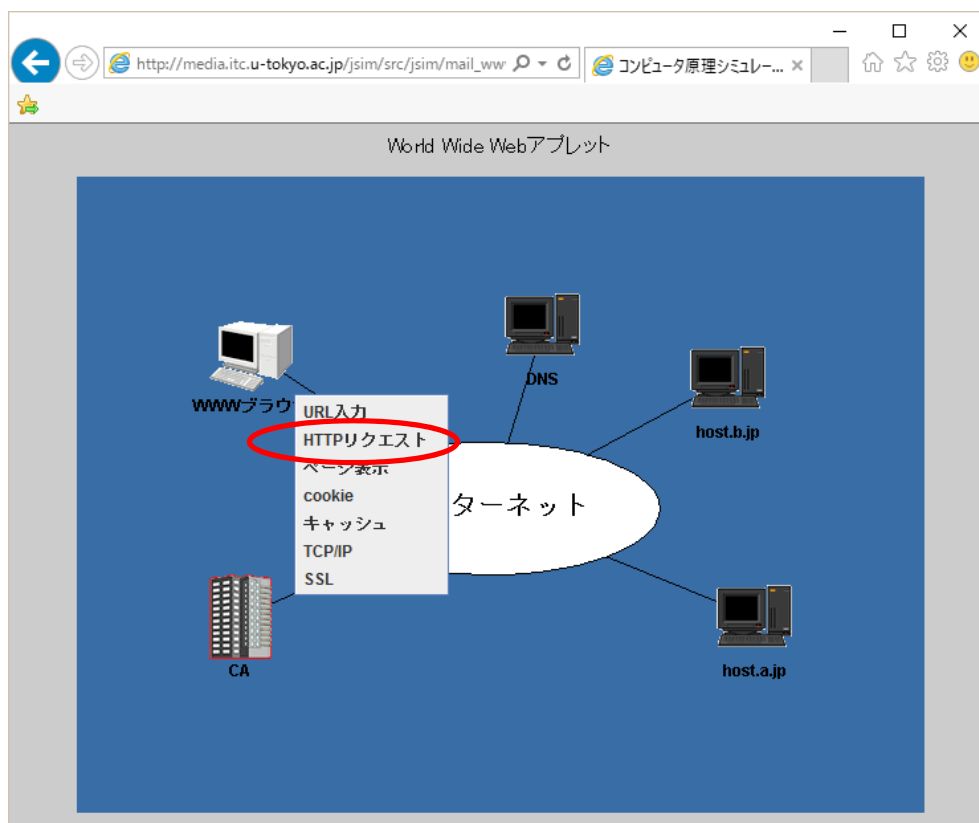 http://media.itc.u-tokyo.ac.jp/jsim/src/jsim/mail_ww
コンピュータ原理シミュレー...
World Wide Webアプレット
DNS
WWWブラウ
host.b.jp
URL入力
HTTPリクエスト
ページ表示
cookie
キャッシュ
TCP/IP
SSL
ターネット
CA
host.a.jp